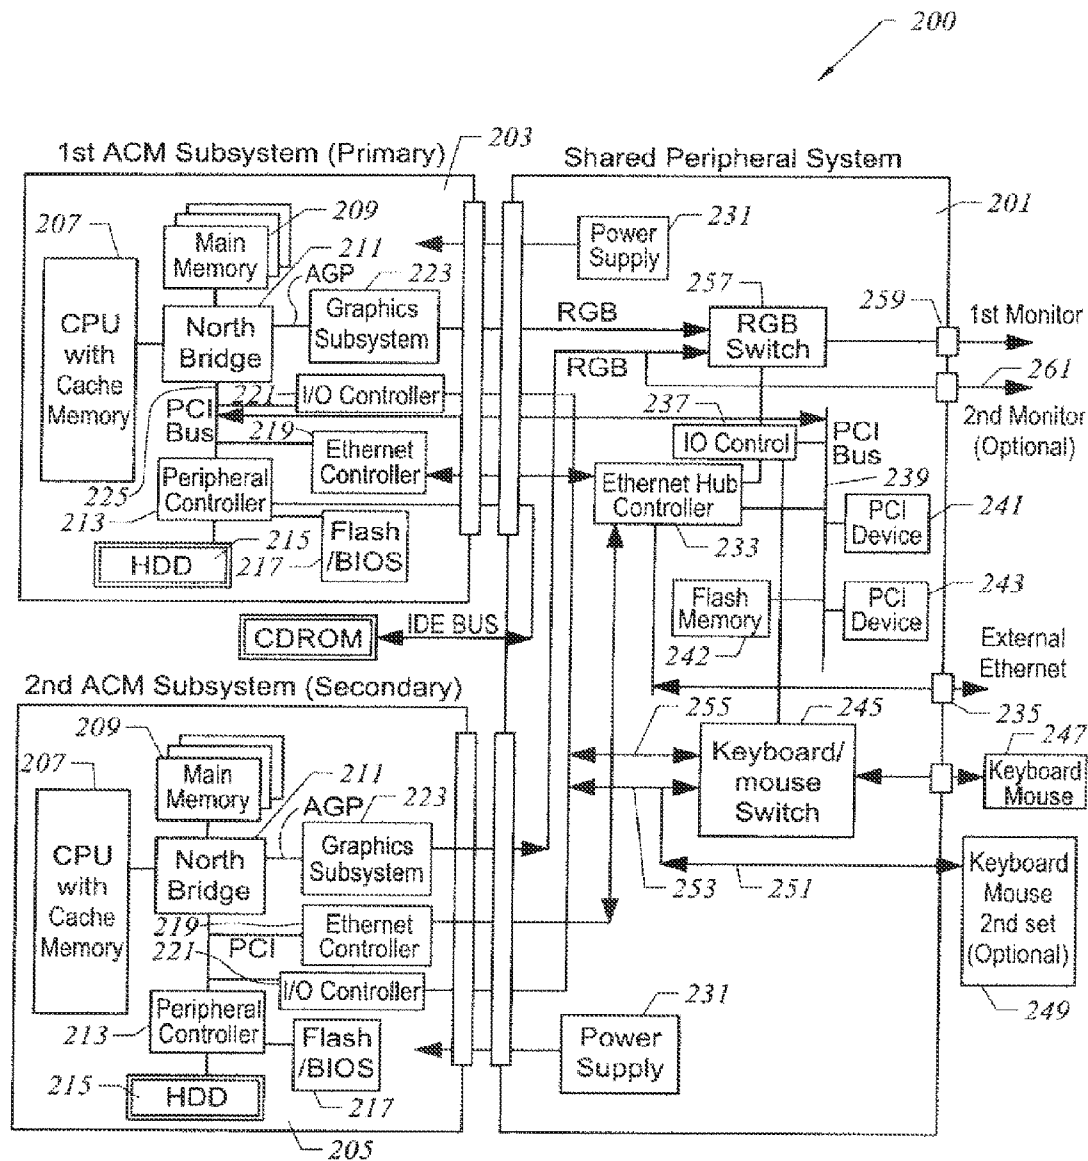 200
1st ACM Subsystem (Primary)
203
Shared Peripheral System
201
207
209
Main
Memory
211
AGP
223
CPU
with
Cache
Memory
North
Bridge
Graphics
Subsystem
221
I/O Controller
225
PCI
Bus
219
Ethernet
Controller
Peripheral
Controller
213
HDD
215
217
Flash
/BIOS
231
Power
Supply
RGB
RGB
257
RGB
Switch
259
1st Monitor
261
2nd Monitor
(Optional)
237
IO Control
PCI
Bus
239
Ethernet Hub
Controller
233
PCI
Device
241
Flash
Memory
242
PCI
Device
243
CDROM
IDE BUS
External
Ethernet
235
2nd ACM Subsystem (Secondary)
207
209
Main
Memory
211
AGP
223
CPU
with
Cache
Memory
North
Bridge
Graphics
Subsystem
219
Ethernet
Controller
PCI
221
I/O Controller
213
Peripheral
Controller
215
HDD
Flash
/BIOS
217
205
255
245
Keyboard/
mouse
Switch
253
251
247
Keyboard
Mouse
Keyboard
Mouse
2nd set
(Optional)
249
231
Power
Supply